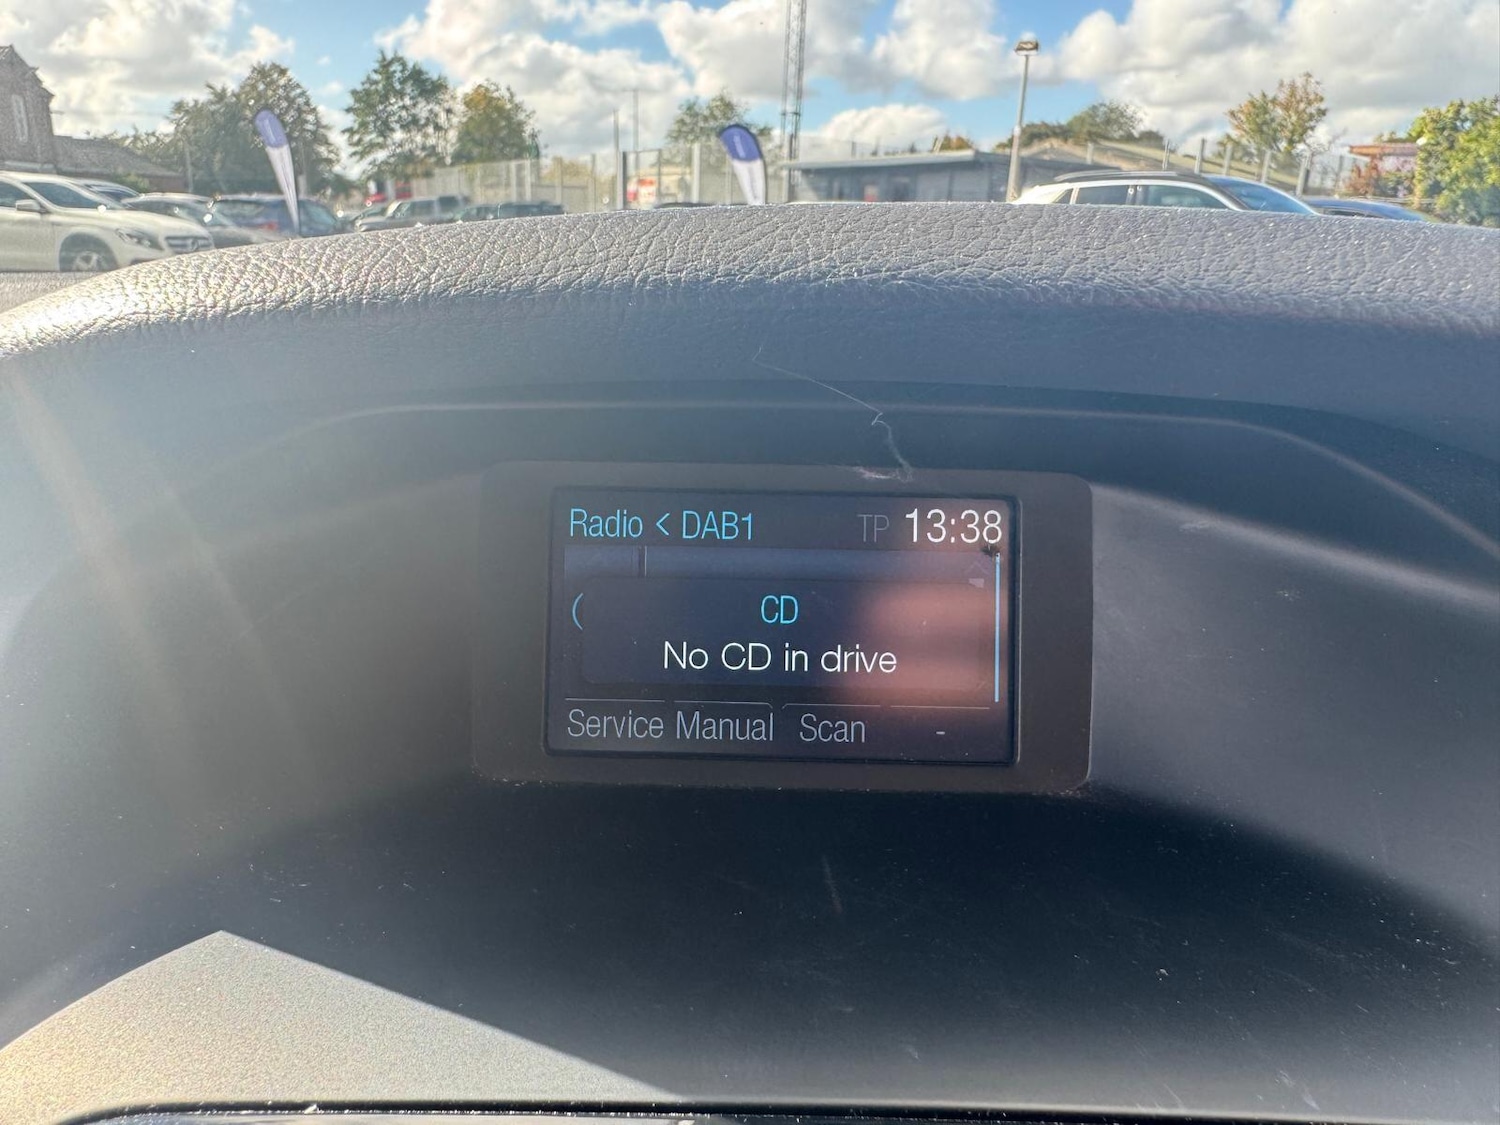 Radio < DAB1 TP 13:38
CD
No CD in drive
Service Manual Scan -